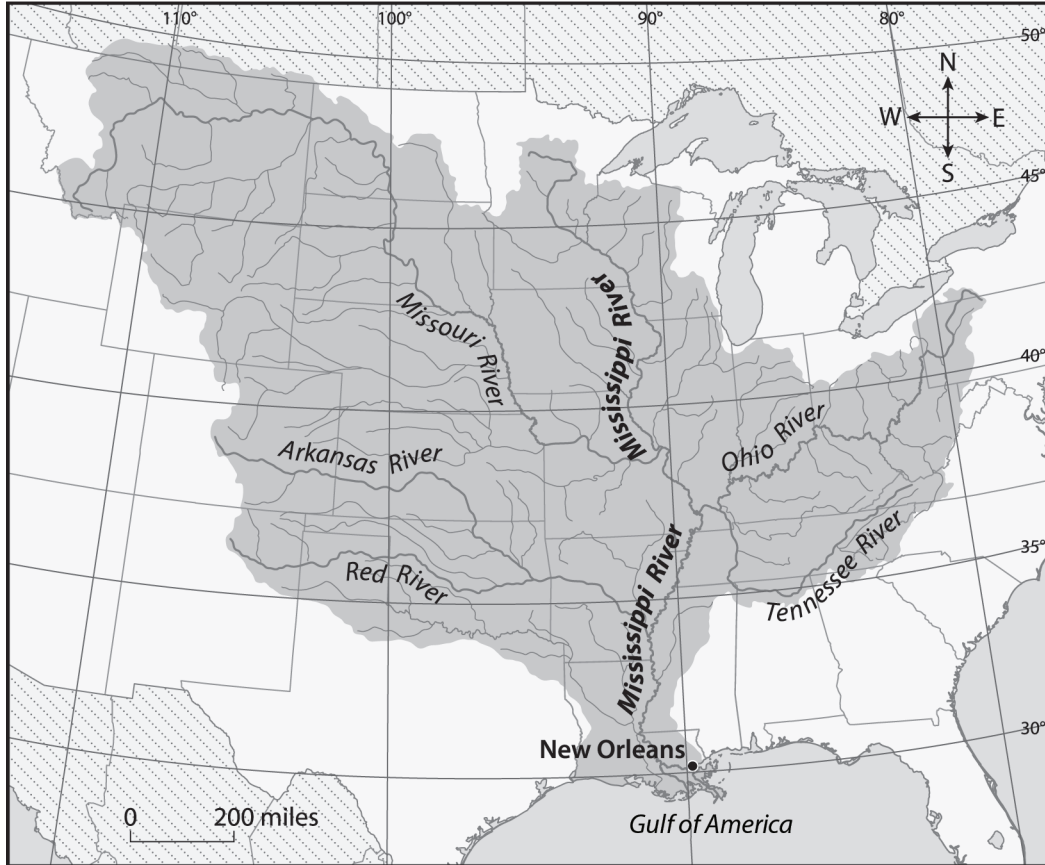 110°
100°
90°
80°
50°
N
W E
S
45°
Missouri River
Mississippi River
40°
Arkansas River
Ohio River
Red River
Mississippi River
Tennessee River
35°
30°
New Orleans
0 200 miles
Gulf of America